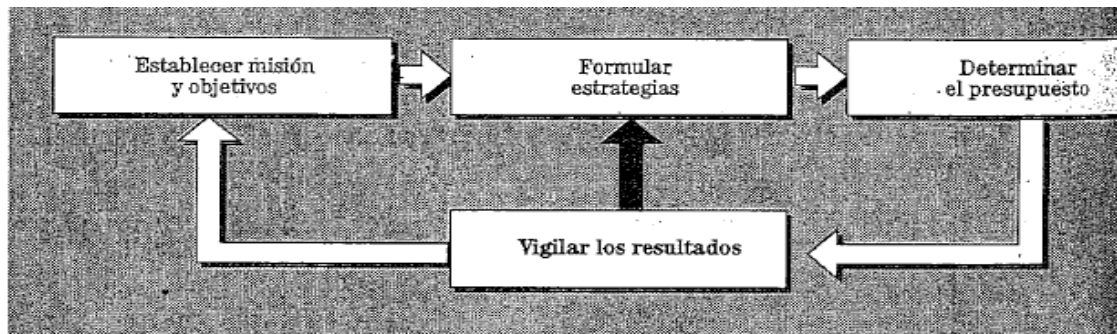 Establecer misión
y objetivos
Formular
estrategias
Determinar
el presupuesto
Vigilar los resultados